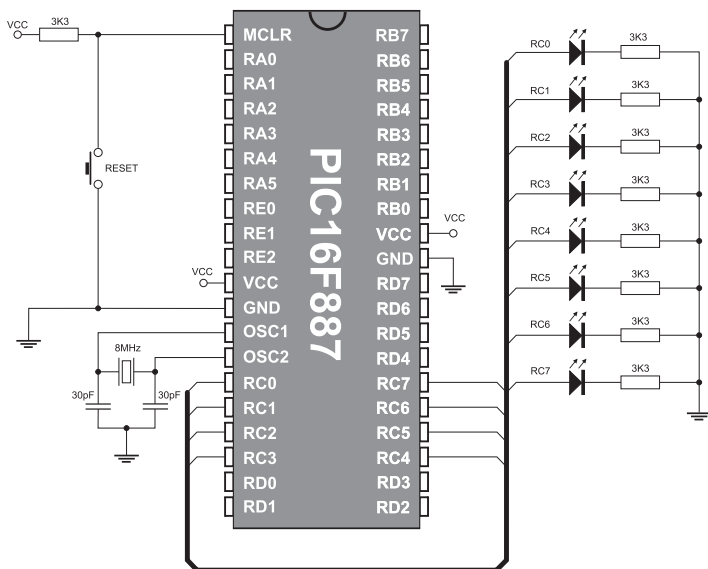 VCC
3K3
RESET
VCC
8MHz
30pF
30pF
MCLR
RA0
RA1
RA2
RA3
RA4
RA5
RE0
RE1
RE2
VCC
GND
OSC1
OSC2
RC0
RC1
RC2
RC3
RD0
RD1
PIC16F887
RB7
RB6
RB5
RB4
RB3
RB2
RB1
RB0
VCC
GND
RD7
RD6
RD5
RD4
RC7
RC6
RC5
RC4
RD3
RD2
VCC
RC0 3K3
RC1 3K3
RC2 3K3
RC3 3K3
RC4 3K3
RC5 3K3
RC6 3K3
RC7 3K3